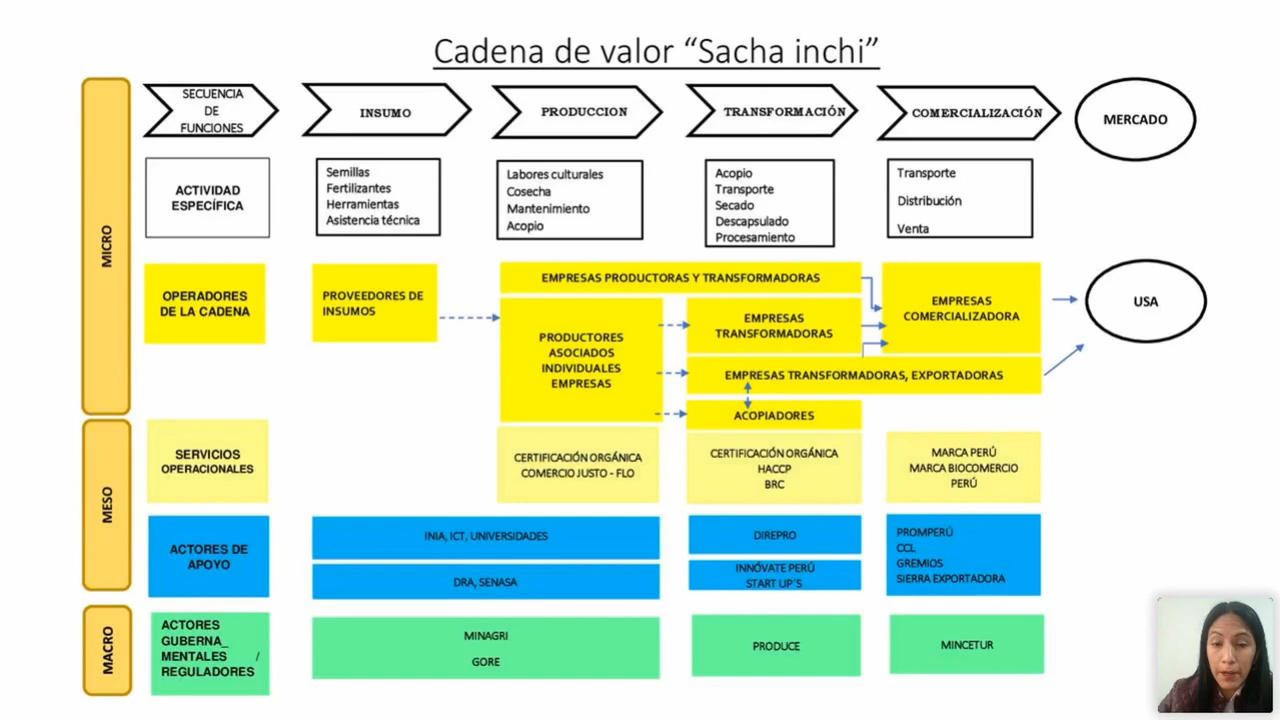 Cadena de valor “Sacha inchi”
MICRO
SECUENCIA
DE
FUNCIONES
INSUMO
PRODUCCION
TRANSFORMACIÓN
COMERCIALIZACIÓN
MERCADO
ACTIVIDAD
ESPECÍFICA
Semillas
Fertilizantes
Herramientas
Asistencia técnica
Labores culturales
Cosecha
Mantenimiento
Acopio
Acopio
Transporte
Secado
Descapsulado
Procesamiento
Transporte
Distribución
Venta
OPERADORES
DE LA CADENA
PROVEEDORES DE
INSUMOS
EMPRESAS PRODUCTORAS Y TRANSFORMADORAS
PRODUCTORES
ASOCIADOS
INDIVIDUALES
EMPRESAS
EMPRESAS
TRANSFORMADORAS
EMPRESAS
COMERCIALIZADORA
USA
EMPRESAS TRANSFORMADORAS, EXPORTADORAS
ACOPIADORES
MESO
SERVICIOS
OPERACIONALES
CERTIFICACIÓN ORGÁNICA
COMERCIO JUSTO - FLO
CERTIFICACIÓN ORGÁNICA
HACCP
BRC
MARCA PERÚ
MARCA BIOCOMERCIO
PERÚ
ACTORES DE
APOYO
INIA, ICT, UNIVERSIDADES
DRA, SENASA
DIREPRO
INNÓVATE PERÚ
START UP´S
PROMPERÚ
CCL
GREMIOS
SIERRA EXPORTADORA
MACRO
ACTORES
GUBERNA_
MENTALES /
REGULADORES
MINAGRI
GORE
PRODUCE
MINCETUR